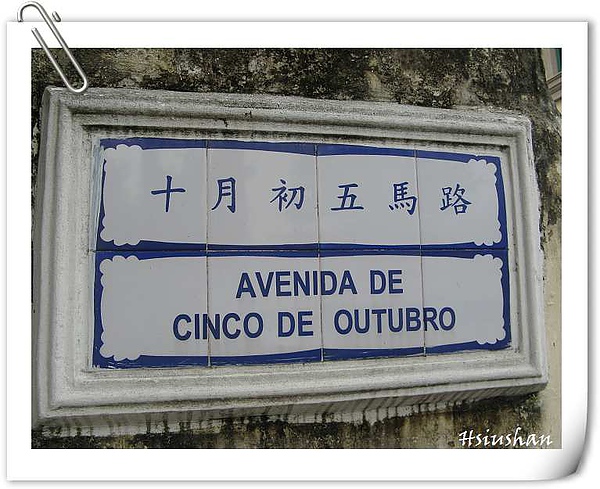 十月初五馬路
AVENIDA DE
CINCO DE OUTUBRO
Hsiushan